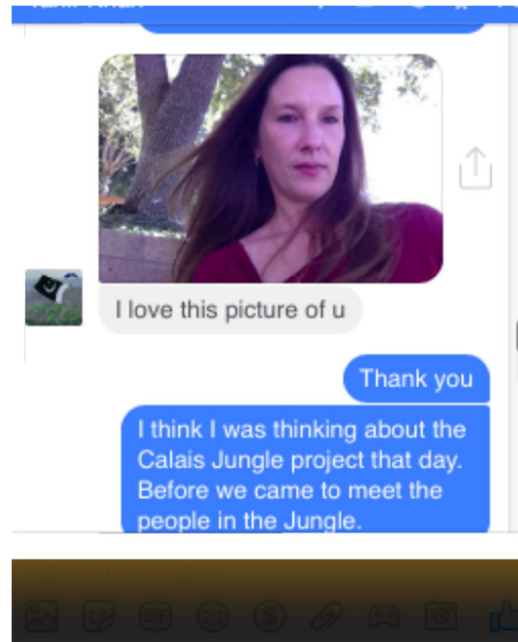 I love this picture of u
Thank you
I think I was thinking about the
Calais Jungle project that day.
Before we came to meet the
people in the Jungle.
GIF